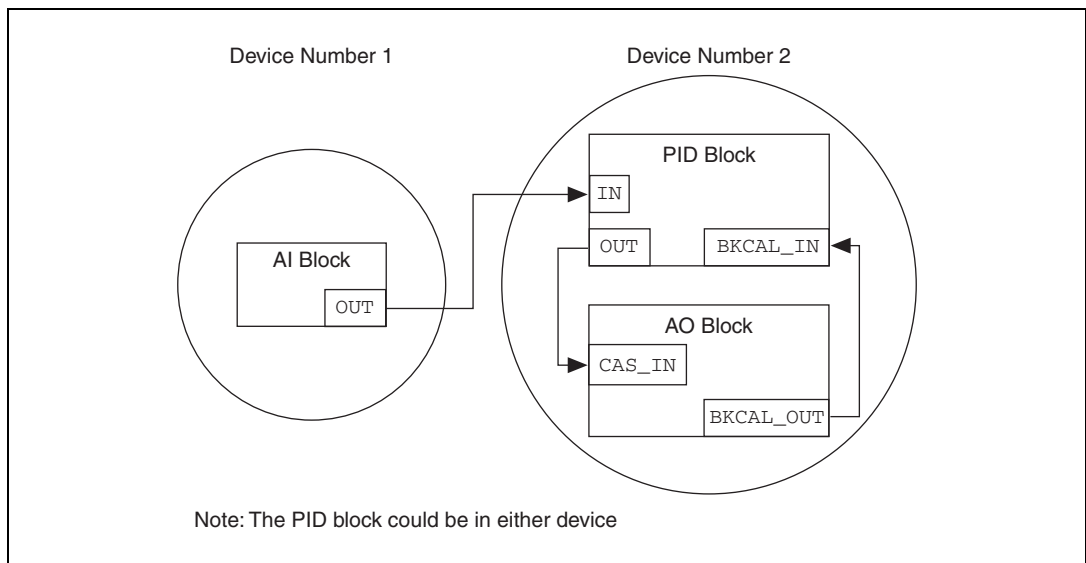 Device Number 1
Device Number 2
AI Block
OUT
PID Block
IN
OUT
BKCAL_IN
AO Block
CAS_IN
BKCAL_OUT
Note: The PID block could be in either device